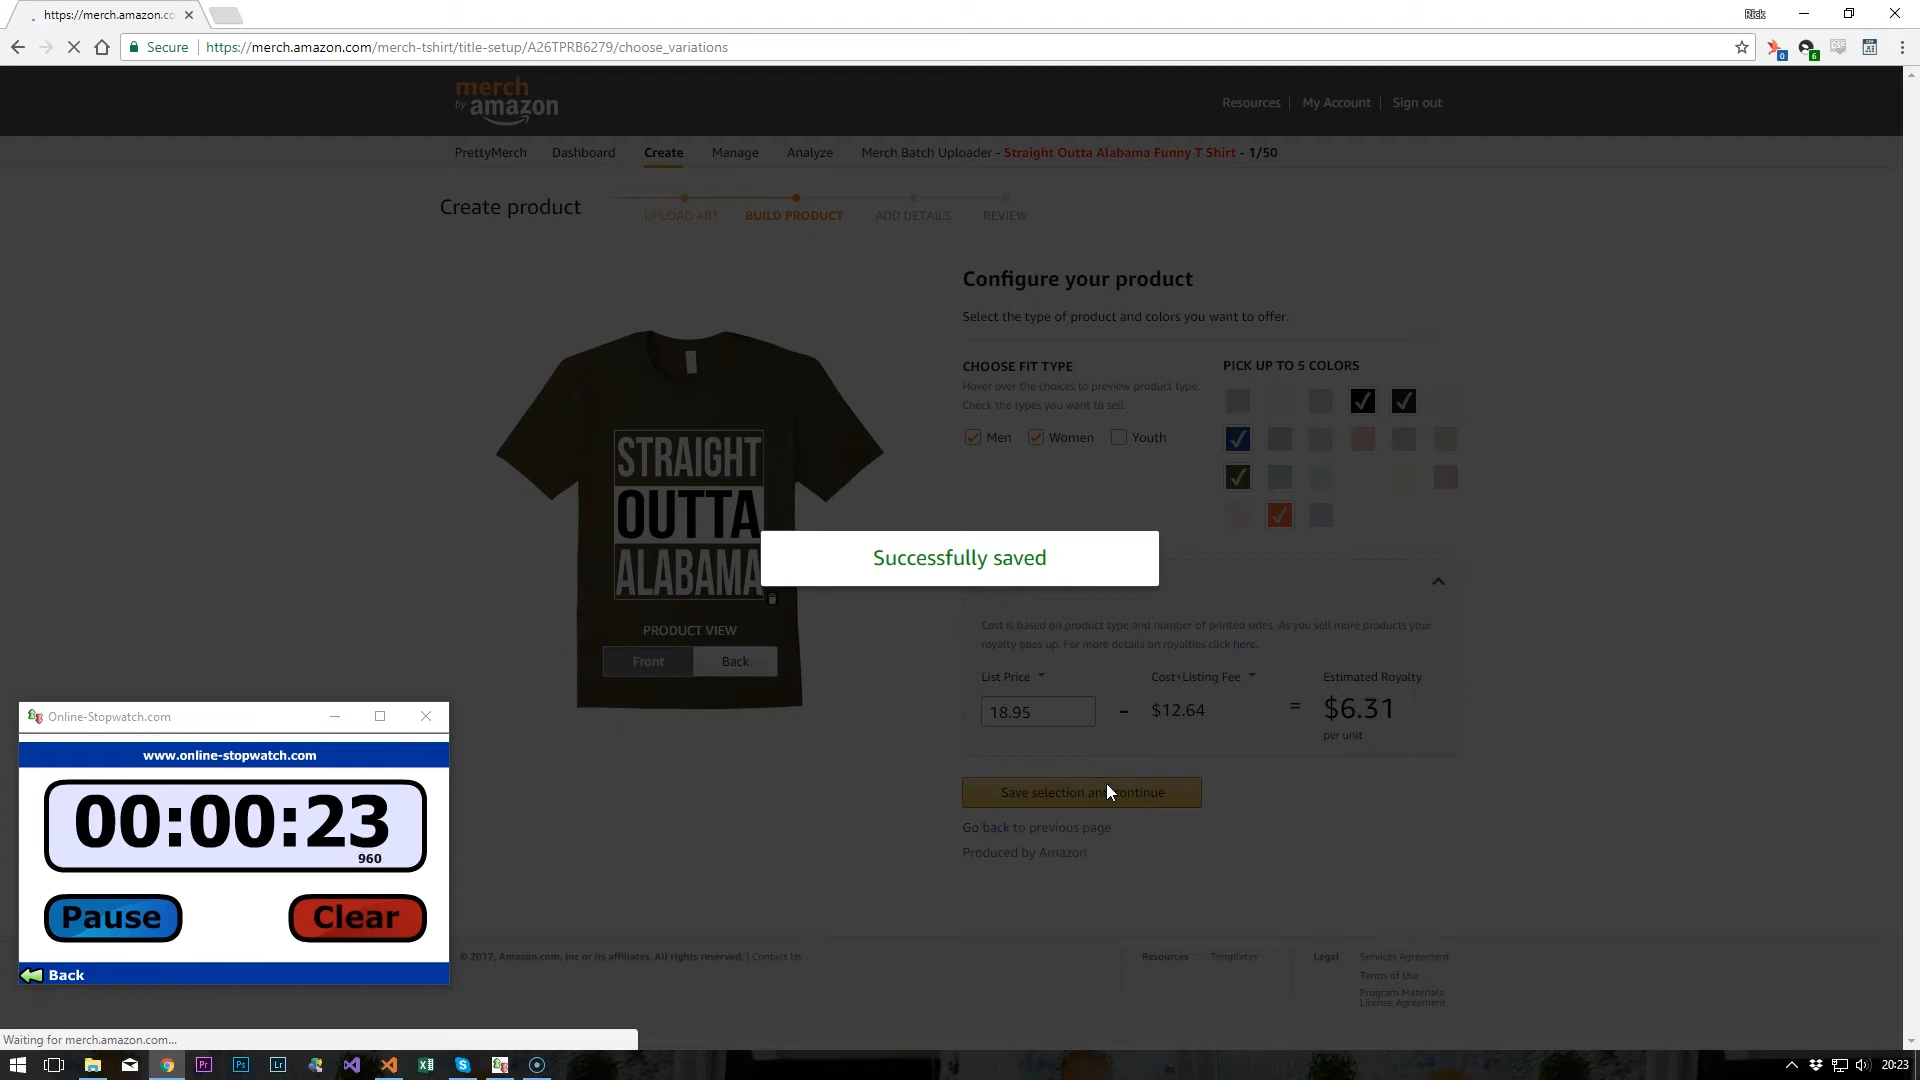 https://merch.amazon.co
Rick
Secure
https://merch.amazon.com/merch-tshirt/title-setup/A26TPRB6279/choose_variations
0
6
merch
by amazon
Resources
My Account
Sign out
PrettyMerch
Dashboard
Create
Manage
Analyze
Merch Batch Uploader - Straight Outta Alabama Funny T Shirt - 1/50
Create product
UPLOAD ART
BUILD PRODUCT
ADD DETAILS
REVIEW
STRAIGHT
OUTTA
ALABAMA
PRODUCT VIEW
Front
Back
Configure your product
Select the type of product and colors you want to offer.
CHOOSE FIT TYPE
Hover over the choices to preview product type.
Check the types you want to sell.
Men
Women
Youth
PICK UP TO 5 COLORS
Successfully saved
Cost is based on product type and number of printed sides. As you sell more products your
royalty goes up. For more details on royalties click here.
List Price
Cost+Listing Fee
Estimated Royalty
18.95
-
$12.64
=
$6.31
per unit
Save selection and continue
Go back to previous page
Produced by Amazon
© 2017, Amazon.com, Inc or its affiliates. All rights reserved. | Contact Us
Resources
Templates
Legal
Services Agreement
Terms of Use
Program Materials
License Agreement
Online-Stopwatch.com
www.online-stopwatch.com
00:00:23
960
Pause
Clear
Back
Waiting for merch.amazon.com...
Pr
Ps
Lr
20:23